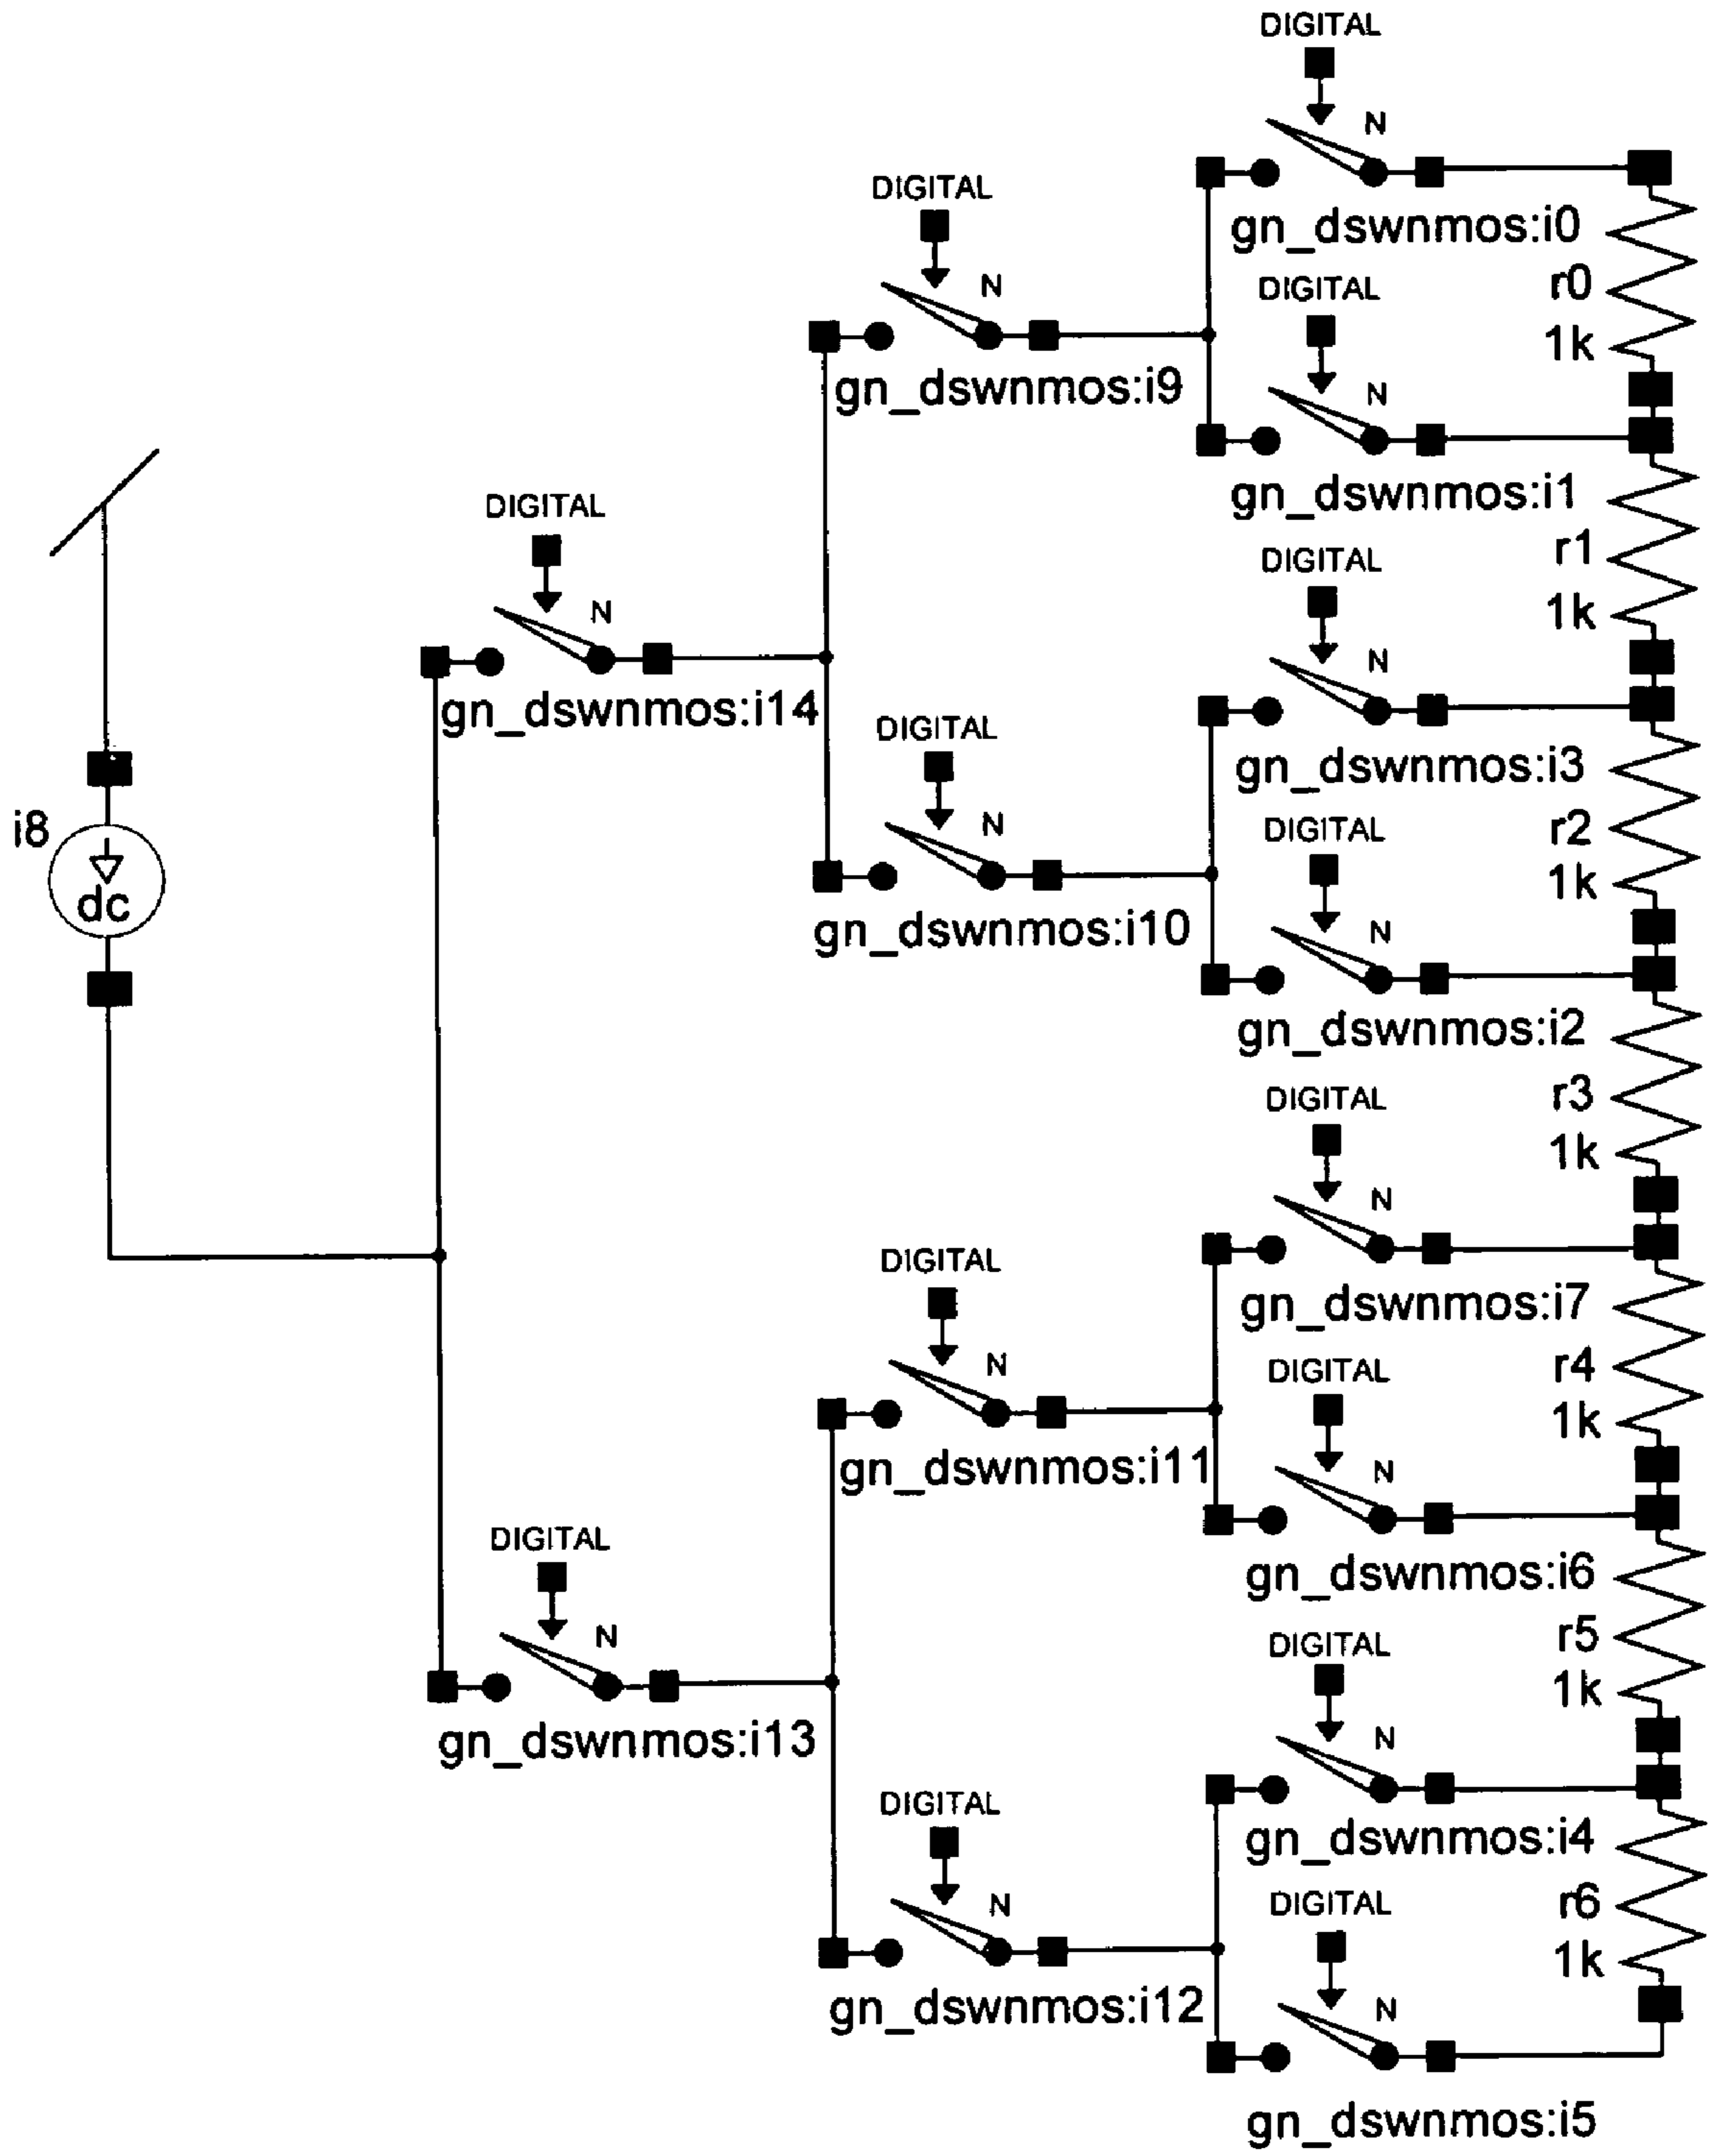 DIGITAL
N
gn_dswnmos:i0
r0
1k
DIGITAL
N
gn_dswnmos:i9
DIGITAL
N
gn_dswnmos:i1
r1
1k
DIGITAL
N
gn_dswnmos:i14
DIGITAL
N
gn_dswnmos:i3
r2
1k
DIGITAL
N
gn_dswnmos:i10
DIGITAL
N
gn_dswnmos:i2
r3
1k
i8
dc
DIGITAL
N
gn_dswnmos:i7
r4
1k
DIGITAL
N
gn_dswnmos:i11
DIGITAL
N
gn_dswnmos:i6
r5
1k
DIGITAL
N
gn_dswnmos:i13
DIGITAL
N
gn_dswnmos:i4
r6
1k
DIGITAL
N
gn_dswnmos:i12
DIGITAL
N
gn_dswnmos:i5